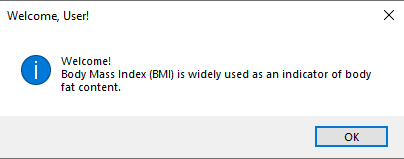 Welcome, User!
Welcome!
Body Mass Index (BMI) is widely used as an indicator of body
fat content.
OK